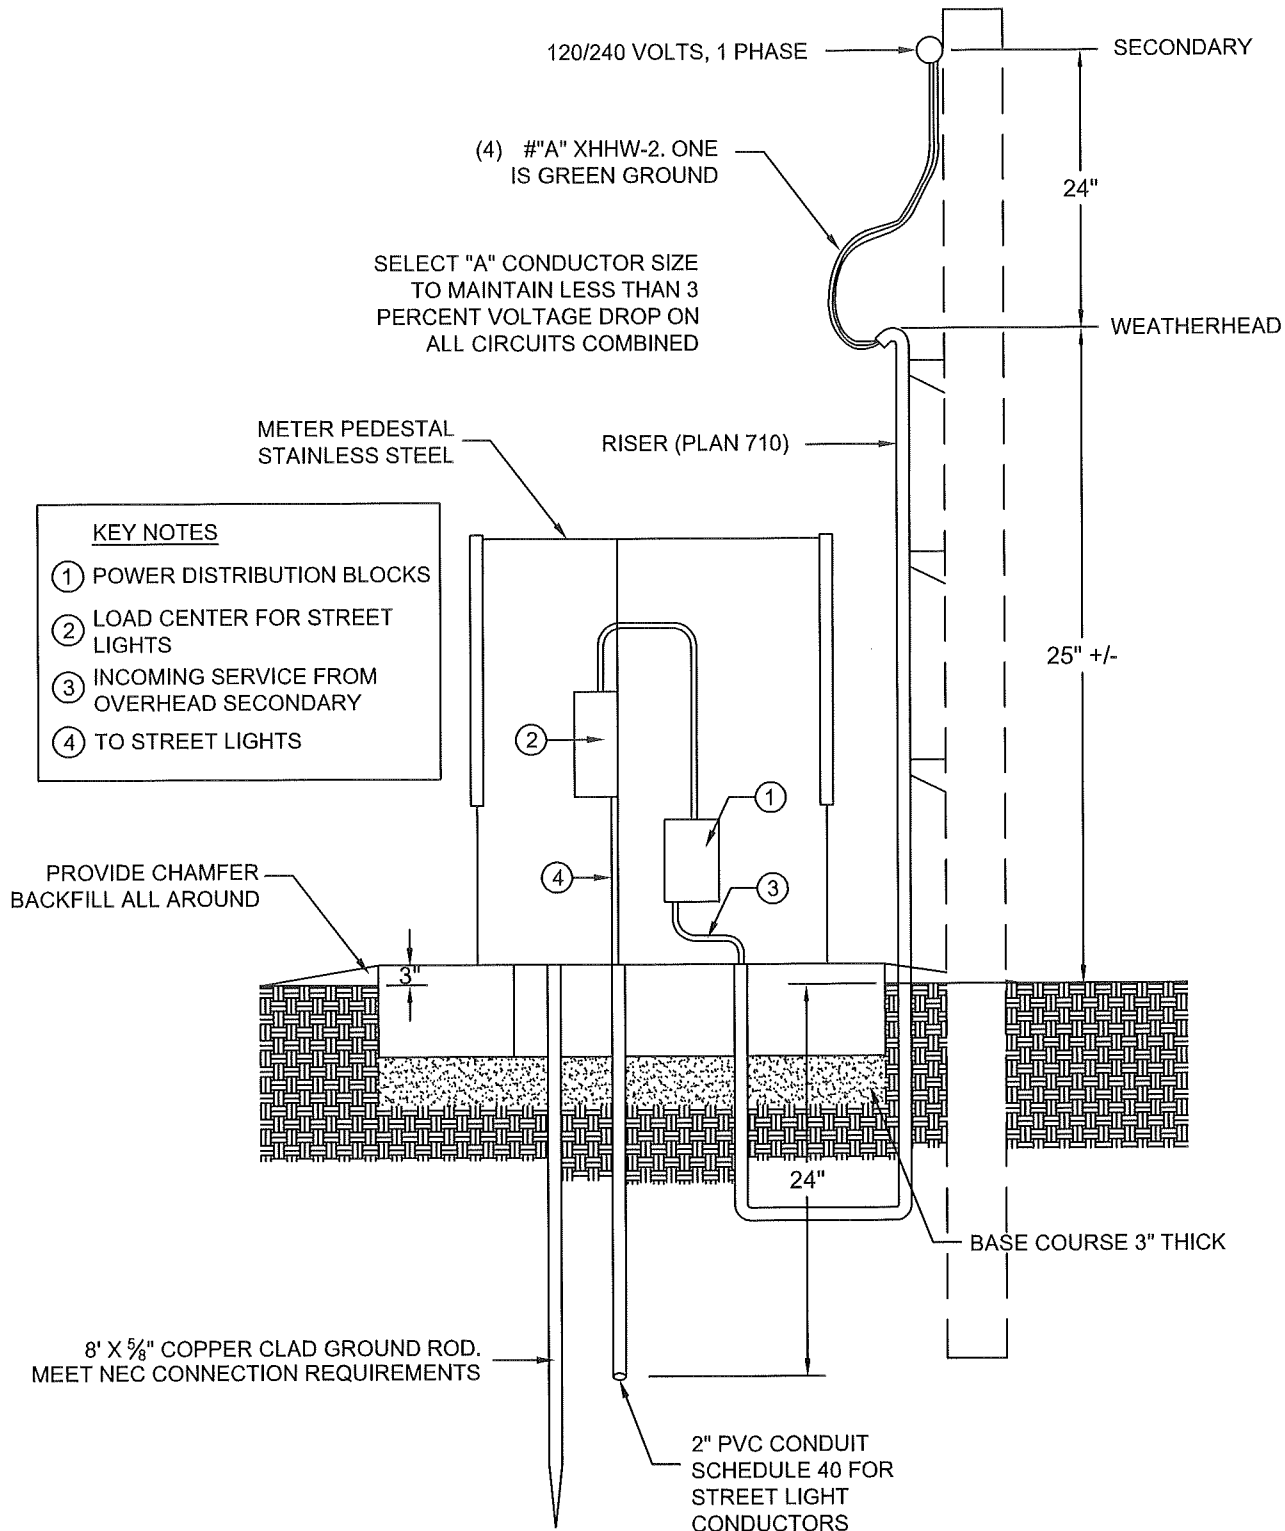 120/240 VOLTS, 1 PHASE
SECONDARY
(4) #"A" XHHW-2. ONE
IS GREEN GROUND
24"
SELECT "A" CONDUCTOR SIZE
TO MAINTAIN LESS THAN 3
PERCENT VOLTAGE DROP ON
ALL CIRCUITS COMBINED
WEATHERHEAD
METER PEDESTAL
STAINLESS STEEL
RISER (PLAN 710)
KEY NOTES
1 POWER DISTRIBUTION BLOCKS
2 LOAD CENTER FOR STREET
LIGHTS
3 INCOMING SERVICE FROM
OVERHEAD SECONDARY
4 TO STREET LIGHTS
25" +/-
2
1
4
3
PROVIDE CHAMFER
BACKFILL ALL AROUND
3"
24"
BASE COURSE 3" THICK
8' X 5/8" COPPER CLAD GROUND ROD.
MEET NEC CONNECTION REQUIREMENTS
2" PVC CONDUIT
SCHEDULE 40 FOR
STREET LIGHT
CONDUCTORS